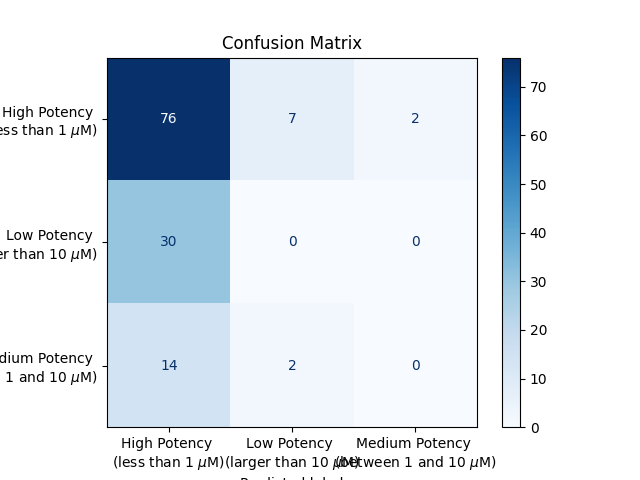 Confusion Matrix
High Potency
less than 1 μM)
76 7 2
70
60
50
40
30
20
10
0
Low Potency
than 10 μM)
30 0 0
Potency
1 and 10 μM)
14 2 0
High Potency Low Potency Medium Potency
(less than 1 μM) (larger than 10 μM) (between 1 and 10 μM)
Predicted label